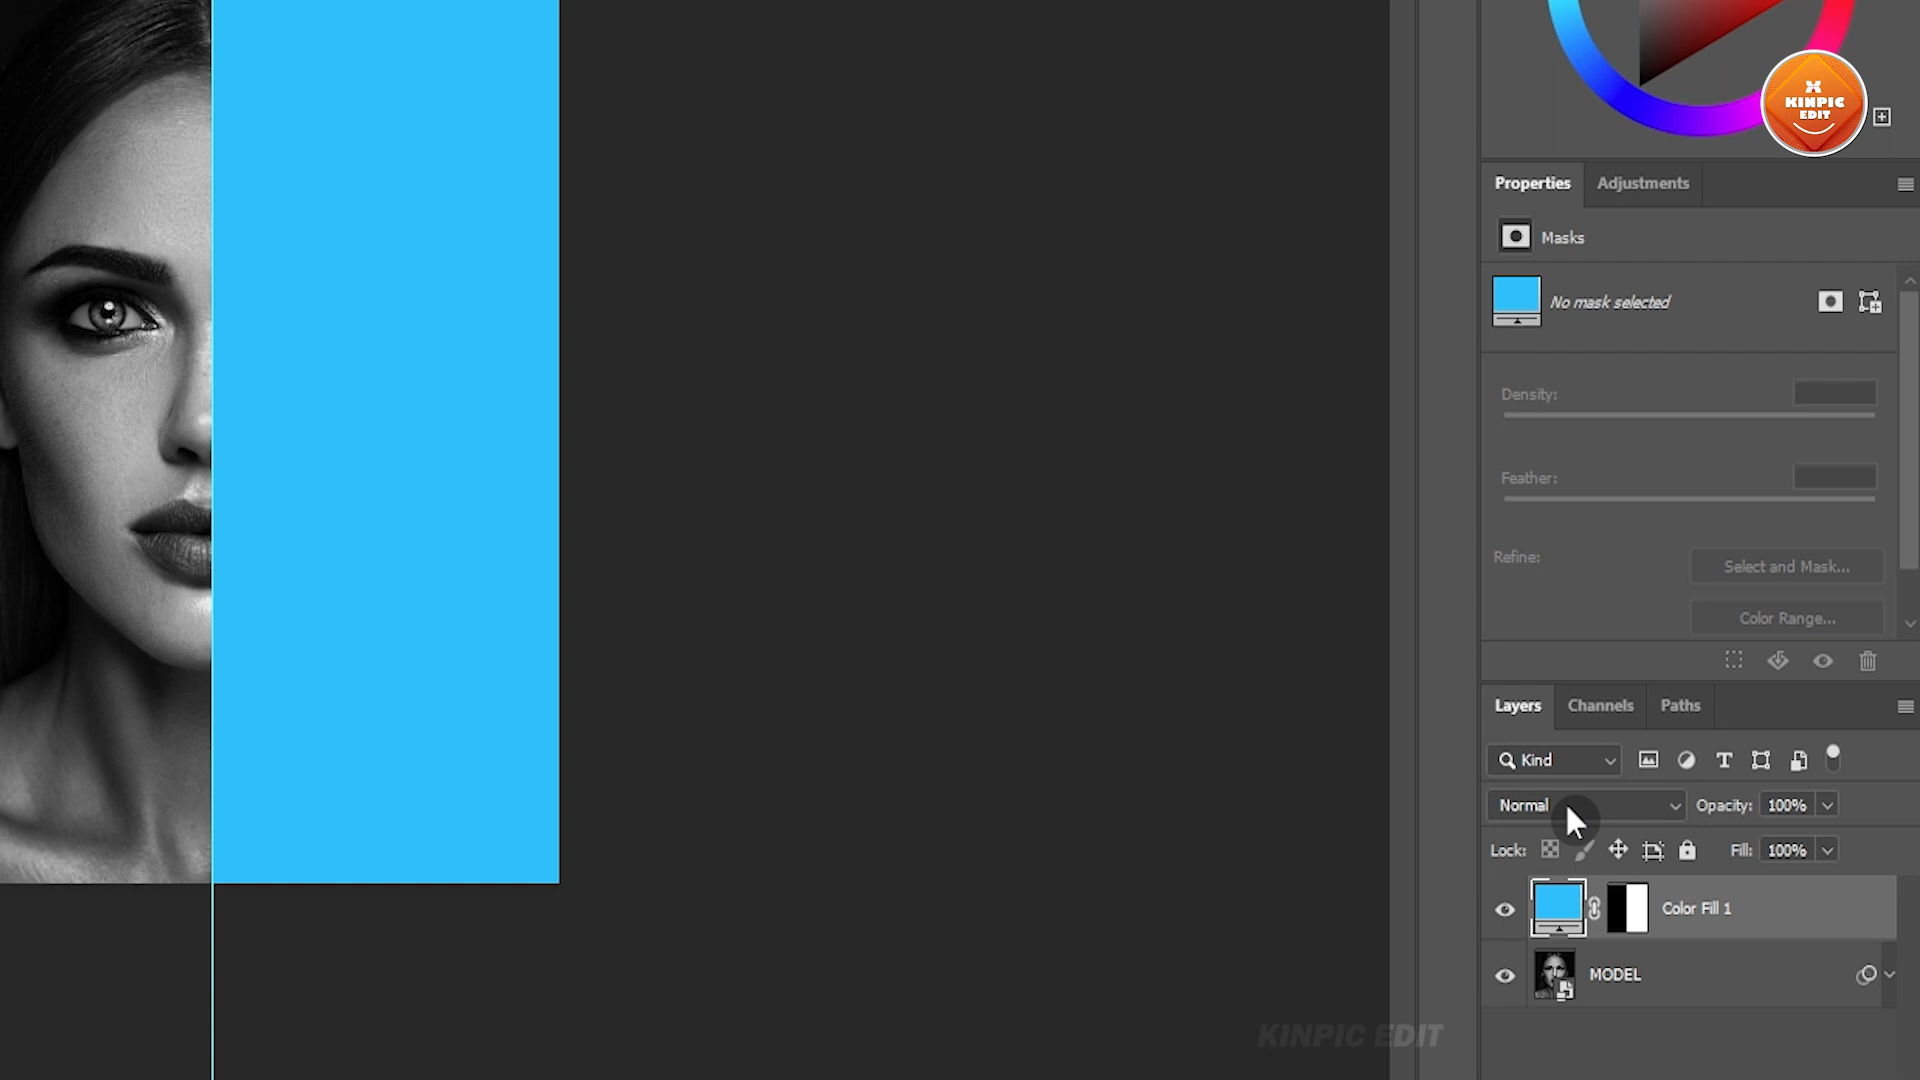 KINPIC
EDIT
Properties
Adjustments
Masks
No mask selected
Density:
Feather:
Refine:
Select and Mask...
Color Range...
Layers
Channels
Paths
Kind
Normal
Opacity: 100%
Lock:
Fill: 100%
Color Fill 1
MODEL
KINPIC EDIT